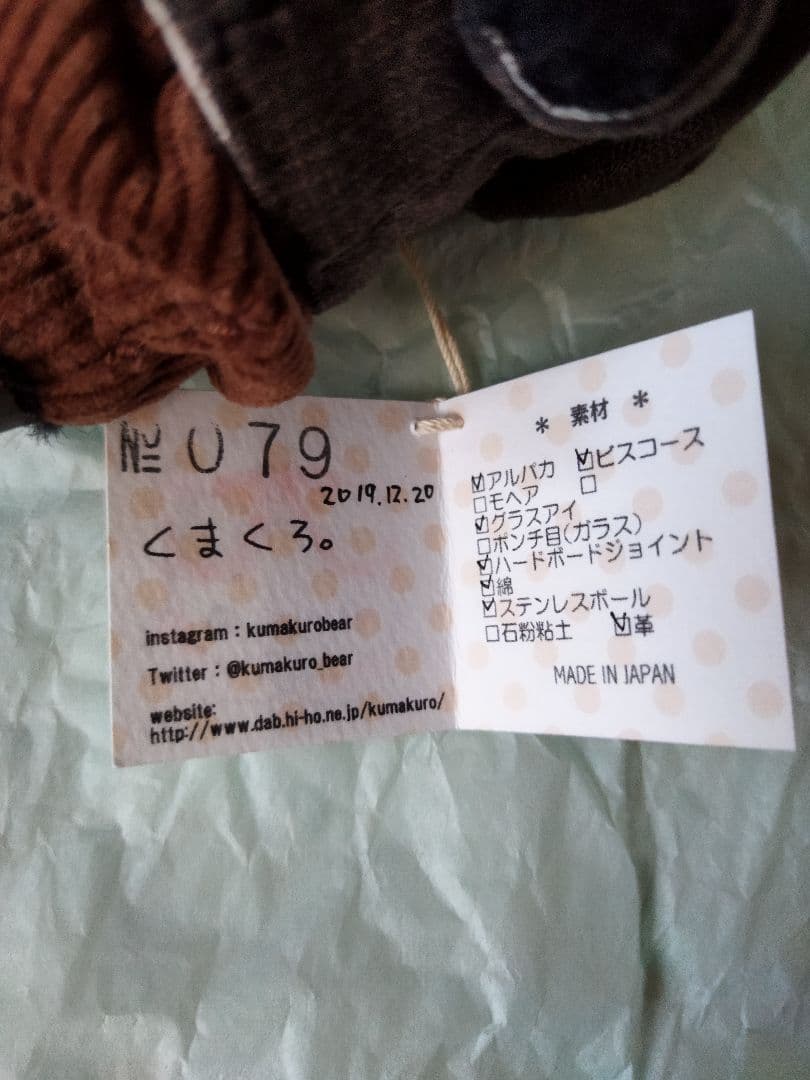 № U79
2019.12.20
くまくろ。
instagram : kumakurobear
Twitter : @kumakuro_bear
website:
http://www.dab.hi-ho.ne.jp/kumakuro/
＊ 素材 ＊
☑アルパカ ☑ビスコース
□モヘア □
☑グラスアイ
□ボンチ目(ガラス)
☑ハードボードジョイント
☑綿
☑ステンレスボール
□石粉粘土 ☑革
MADE IN JAPAN